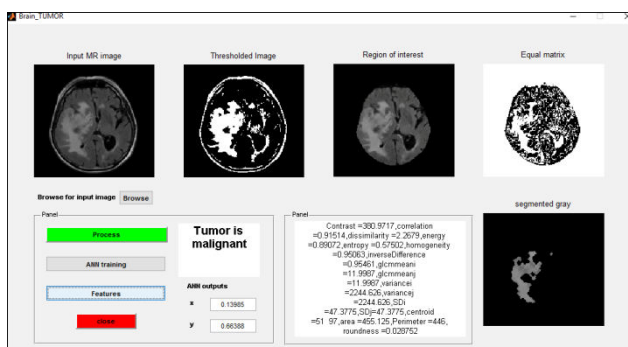 Brain_TUMOR
Input MR image
Thresholded Image
Region of interest
Equal matrix
Browse for input image
Browse
segmented gray
Panel
Process
ANN training
Features
close
Tumor is
malignant
ANN outputs
x
0.13985
y
0.66388
Panel
Contrast =380.9717,correlation
=0.91514,dissimilarity =2.2679,energy
=0.89072,entropy =0.57502,homogeneity
=0.95063,inverseDifference
=0.95461,glcmmeani
=11.9987,glcmmeanj
=11.9987,variancei
=2244.626,variancej
=2244.626,SDi
=47.3775,SDj=47.3775,centroid
=51 97,area =455.125,Perimeter =446,
roundness =0.028752